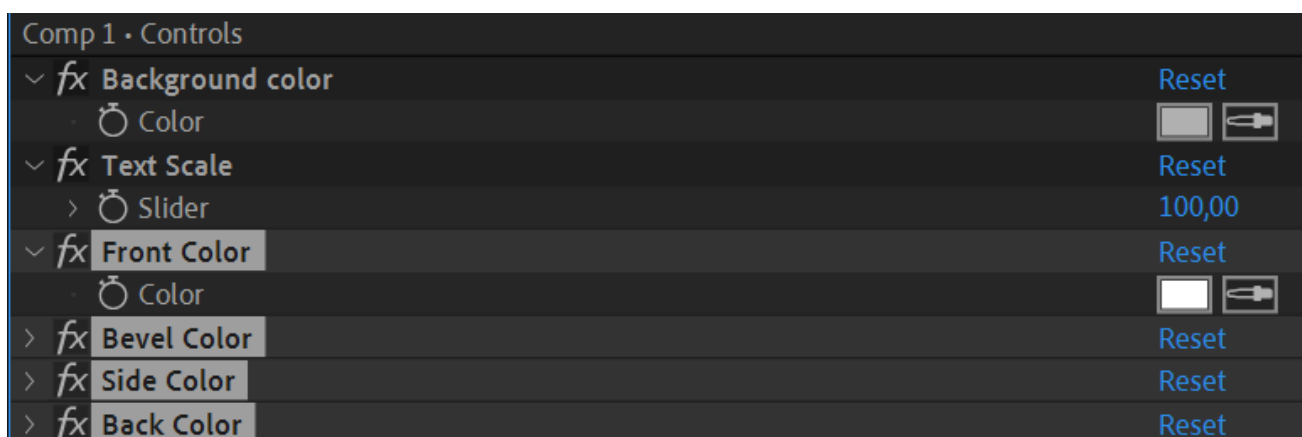 Comp 1 • Controls
fx Background color Reset
Color
fx Text Scale Reset
Slider 100,00
fx Front Color Reset
Color
fx Bevel Color Reset
fx Side Color Reset
fx Back Color Reset